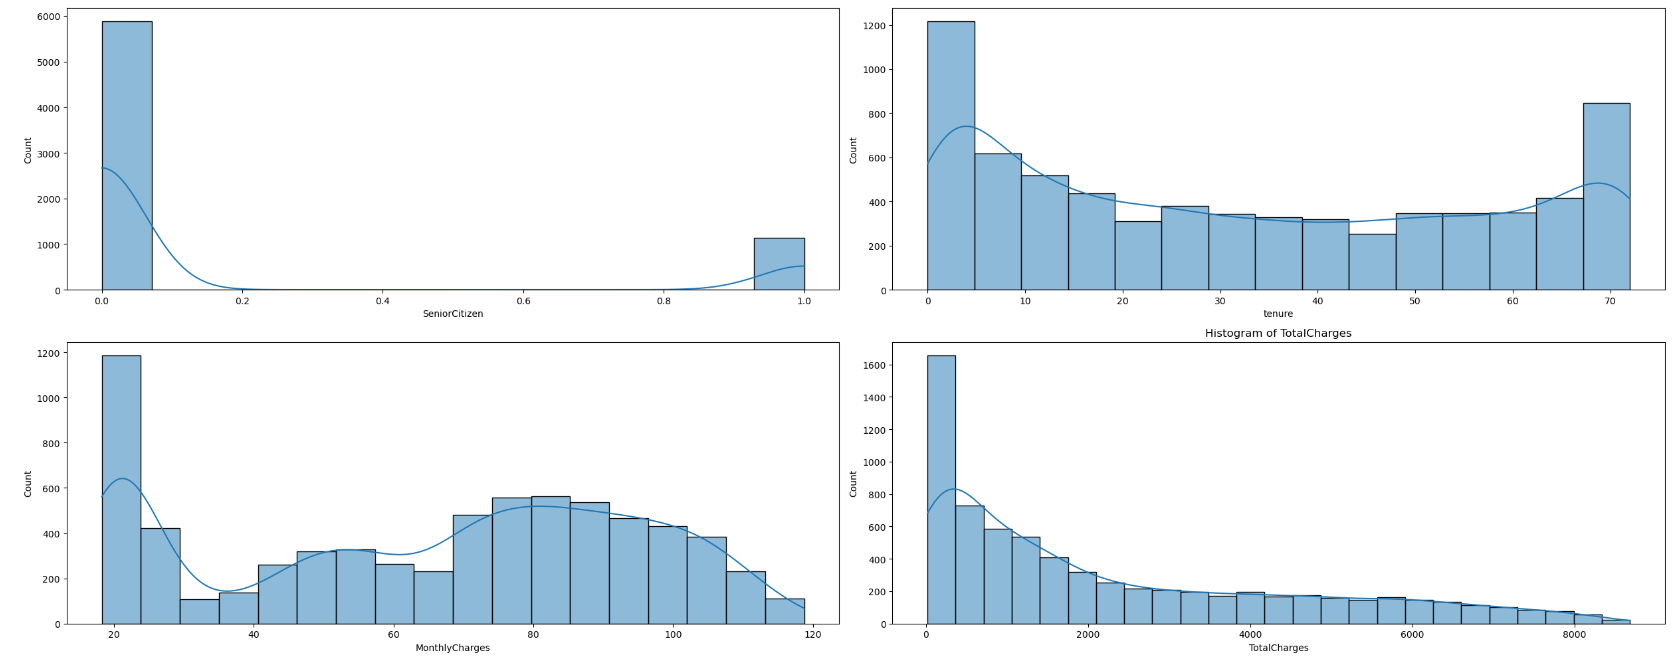 6000
5000
4000
3000
2000
1000
0
Count
0.0 0.2 0.4 0.6 0.8 1.0
SeniorCitizen
1200
1000
800
600
400
200
0
Count
0 10 20 30 40 50 60 70
tenure
1200
1000
800
600
400
200
0
Count
20 40 60 80 100 120
MonthlyCharges
Histogram of TotalCharges
1600
1400
1200
1000
800
600
400
200
0
Count
0 2000 4000 6000 8000
TotalCharges